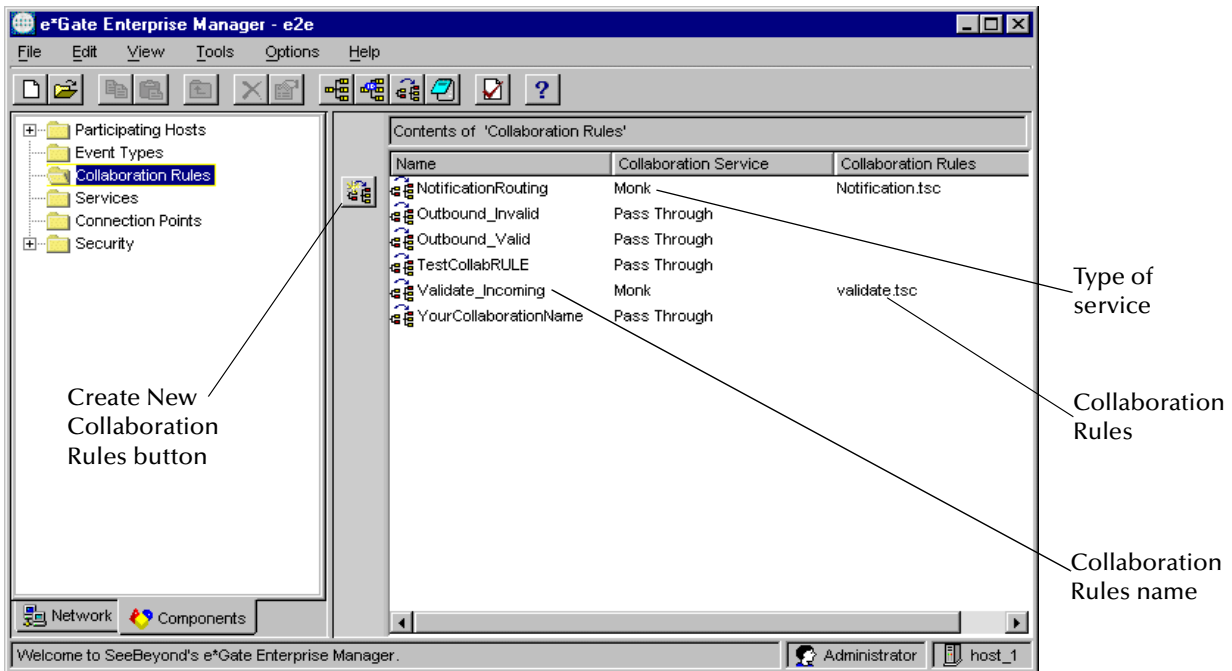 e*Gate Enterprise Manager - e2e
File Edit View Tools Options Help
Participating Hosts
Event Types
Collaboration Rules
Services
Connection Points
Security
Contents of 'Collaboration Rules'
Name Collaboration Service Collaboration Rules
NotificationRouting Monk Notification.tsc
Outbound_Invalid Pass Through
Outbound_Valid Pass Through
TestCollabRULE Pass Through
Validate_Incoming Monk validate.tsc
YourCollaborationName Pass Through
Create New
Collaboration
Rules button
Type of
service
Collaboration
Rules
Collaboration
Rules name
Network Components
Welcome to SeeBeyond's e*Gate Enterprise Manager. Administrator host_1